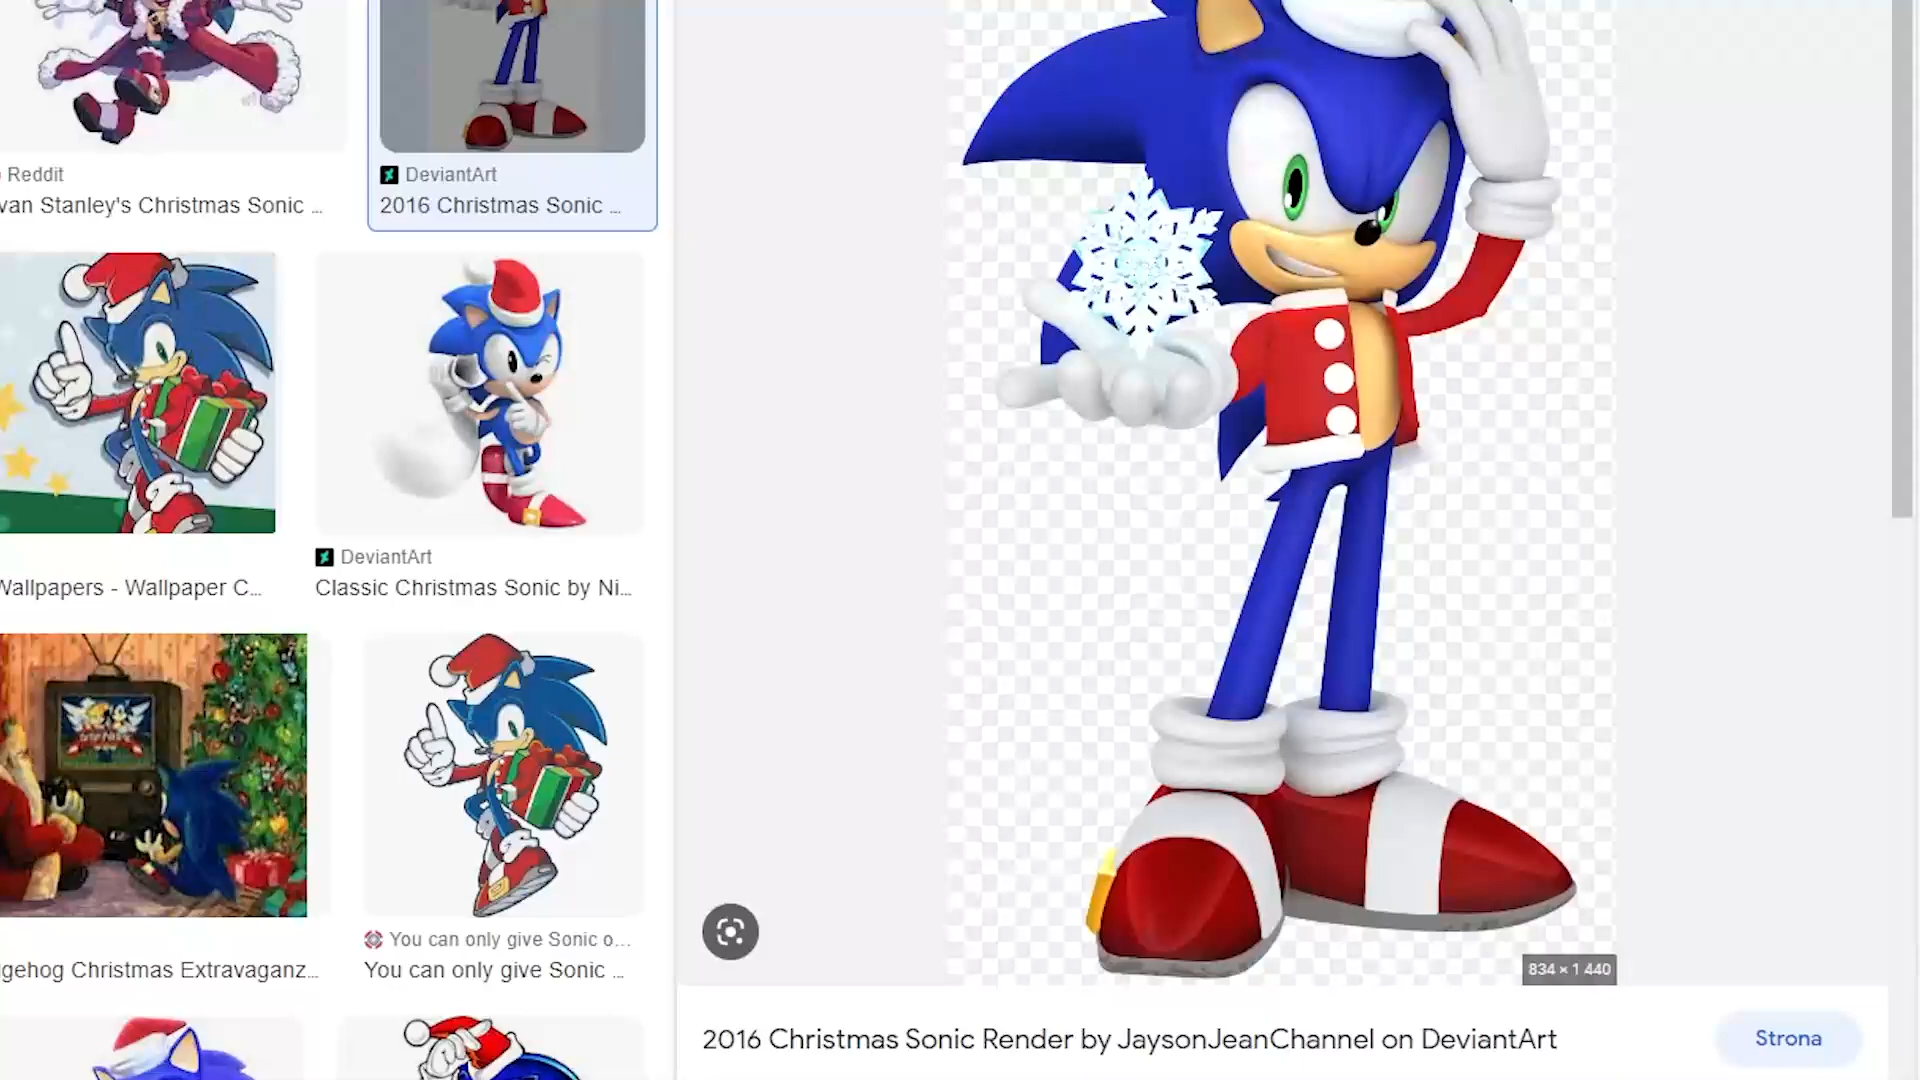 Reddit
van Stanley's Christmas Sonic ...
DeviantArt
2016 Christmas Sonic ...
Wallpapers - Wallpaper C...
DeviantArt
Classic Christmas Sonic by Ni...
gehog Christmas Extravaganz...
You can only give Sonic o...
You can only give Sonic ...
834 × 1 440
2016 Christmas Sonic Render by JaysonJeanChannel on DeviantArt
Strona